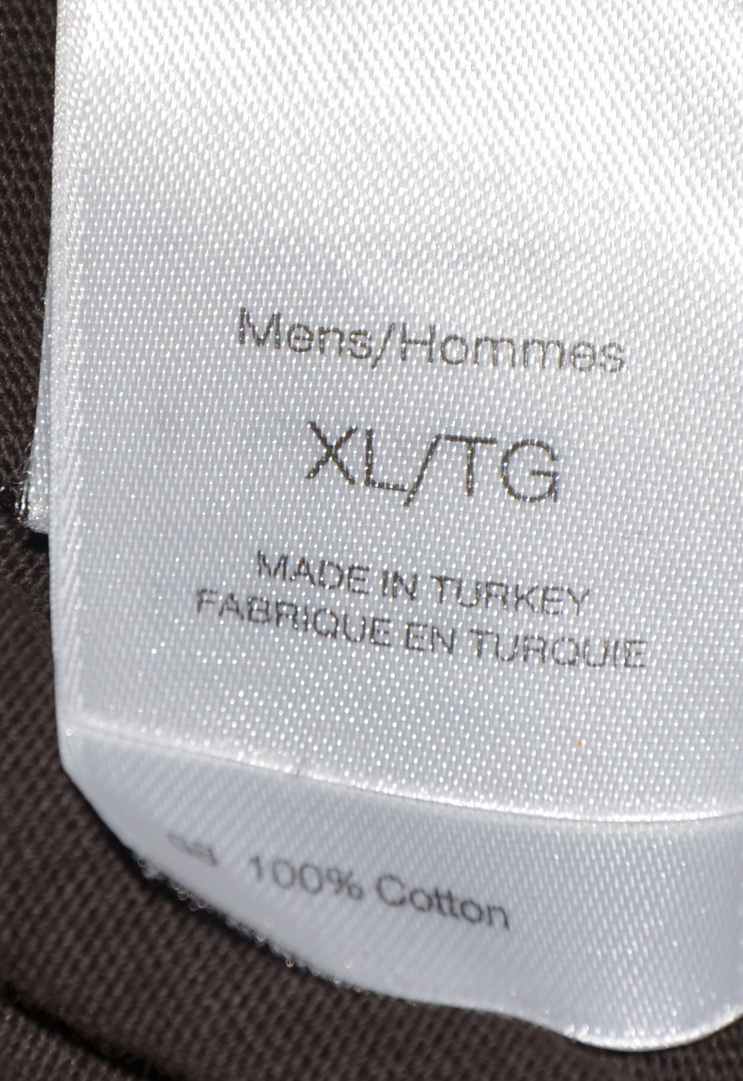 Mens/Hommes
XL/TG
MADE IN TURKEY
FABRIQUE EN TURQUIE
100% Cotton